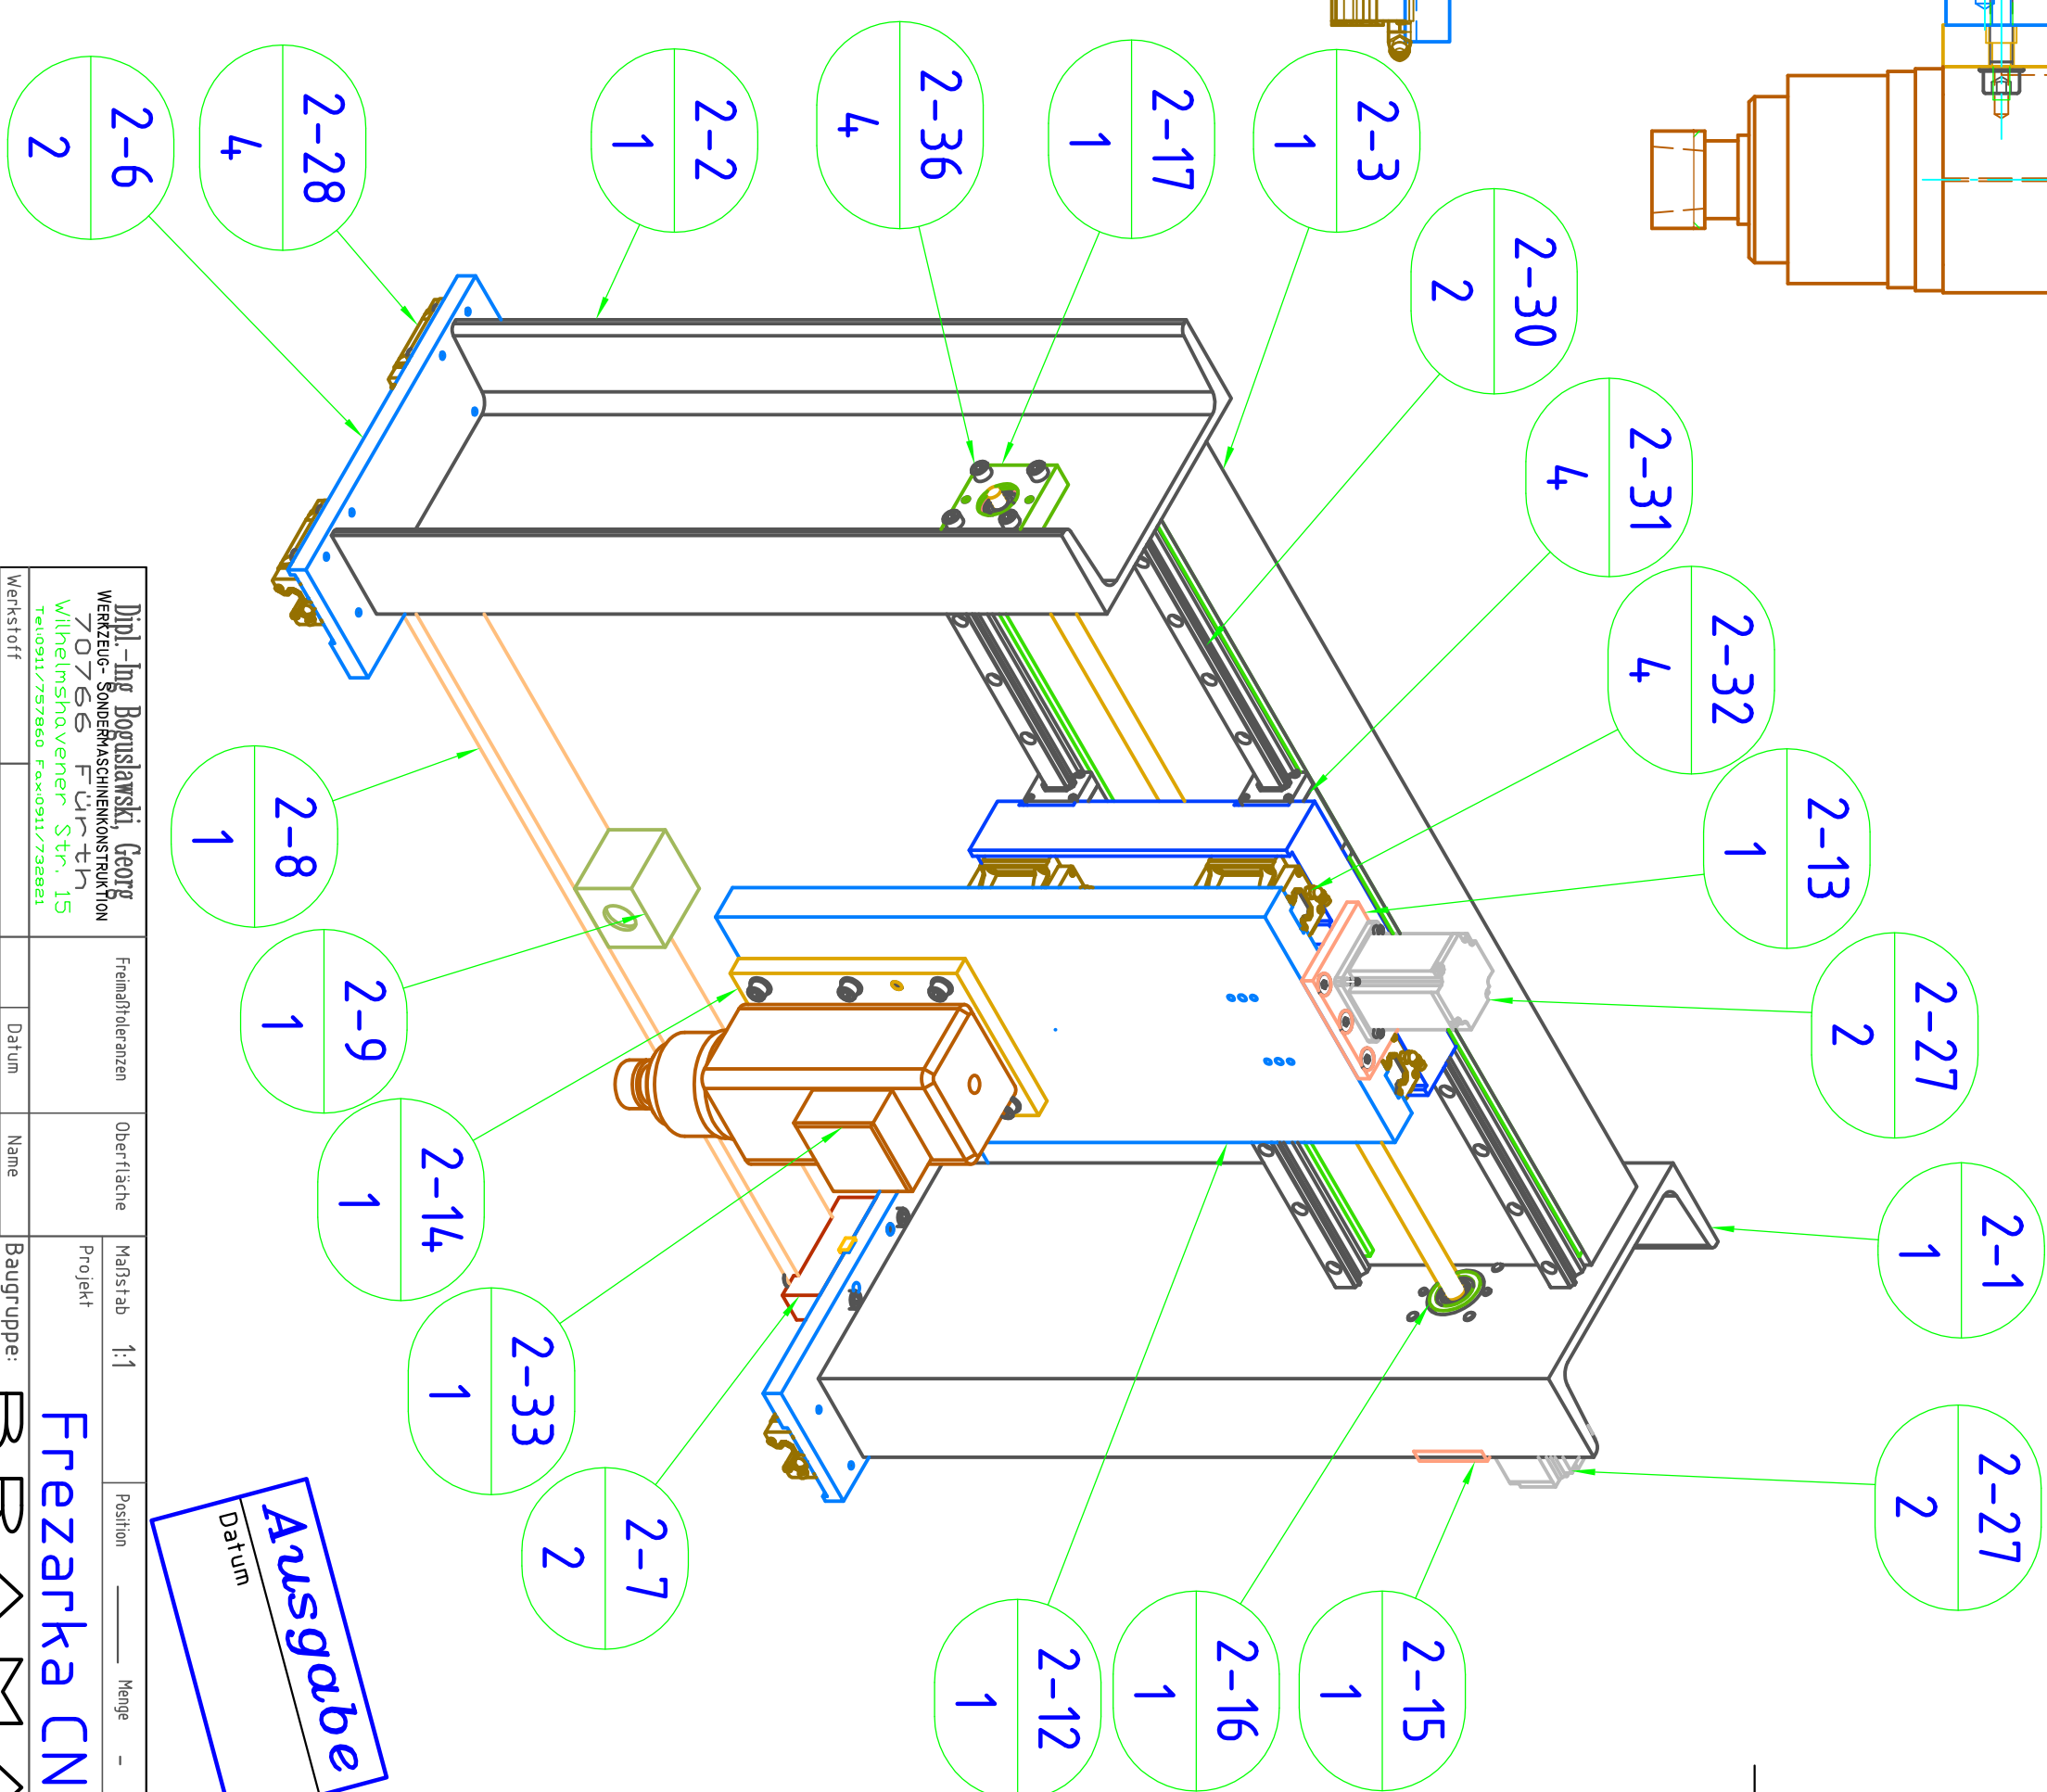 2-1
1
2-27
2
2-27
2
2-13
1
2-32
4
2-31
4
2-30
2
2-15
1
2-3
1
2-16
1
2-17
1
2-12
1
2-36
4
2-2
1
2-7
2
2-33
1
2-14
1
2-9
1
2-28
4
2-8
1
2-6
2
Ausgabe
Datum
Dipl.-Ing Boguslawski, Georg
WERKZEUG- SONDERMASCHINENKONSTRUKTION
70766 Fürth
Wilhelmshavener Str. 15
Tel:0911/757860 Fax:0911/732821
Freimaßtoleranzen
Oberfläche
Maßstab 1:1
Position
Menge -
Projekt
Frezarka CN
Werkstoff
Datum
Name
Baugruppe: